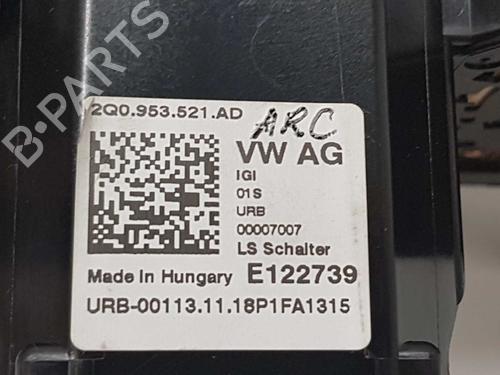 B-PARTS
2Q0.953.521.AD
ARC
VW AG
IGI
01S
URB
00007007
LS Schalter
Made In Hungary E122739
URB-00113.11.18P1FA1315